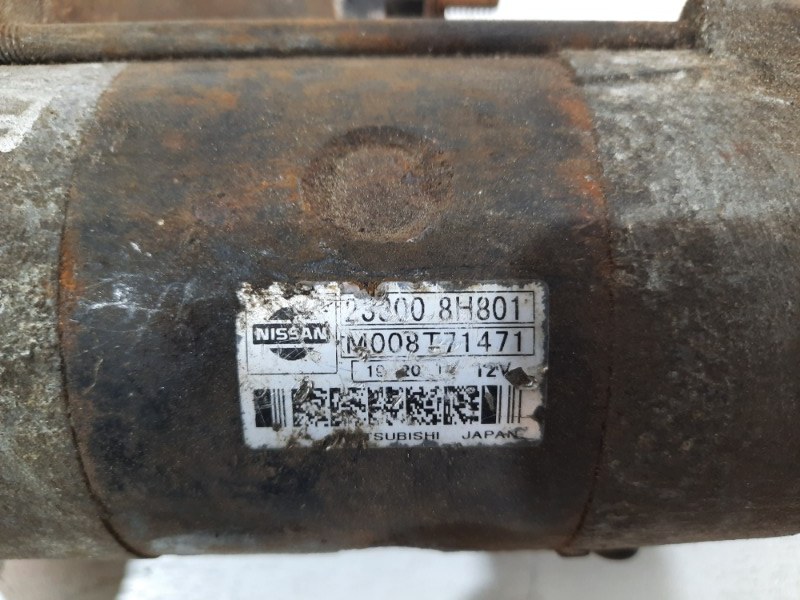 23300 8H801
NISSAN
M008T71471
12V
JAPAN